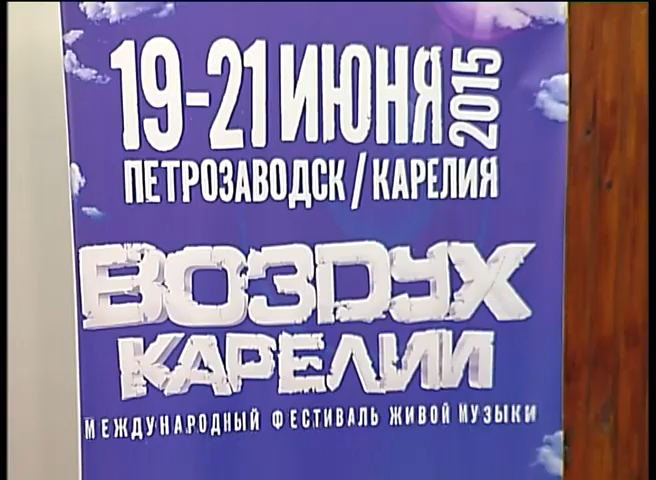 19-21 ИЮНЯ 2015
ПЕТРОЗАВОДСК / КАРЕЛИЯ
ВОЗДУХ
КАРЕЛИИ
МЕЖДУНАРОДНЫЙ ФЕСТИВАЛЬ ЖИВОЙ МУЗЫКИ